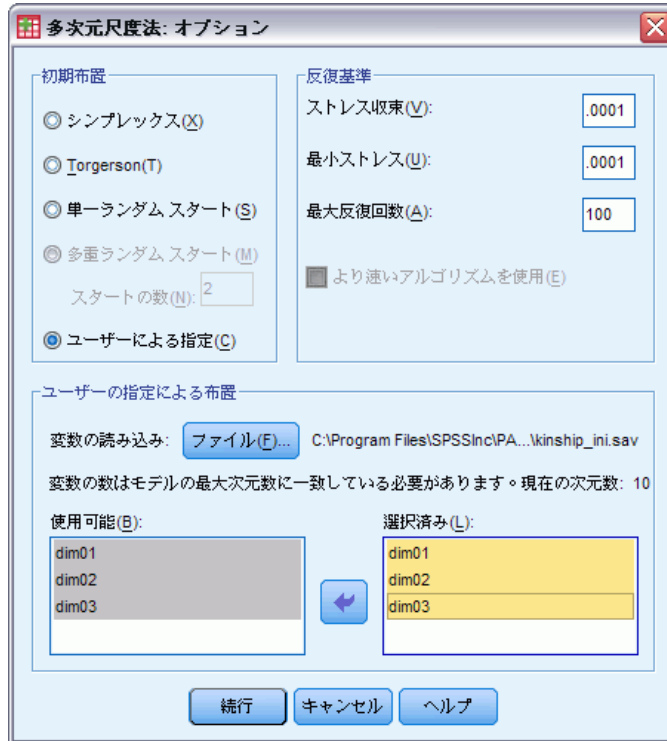 多次元尺度法: オプション
初期布置
シンプレックス(X)
Torgerson(T)
単一ランダム スタート(S)
多重ランダム スタート(M)
スタートの数(N): 2
ユーザーによる指定(C)
反復基準
ストレス収束(V): .0001
最小ストレス(U): .0001
最大反復回数(A): 100
より速いアルゴリズムを使用(E)
ユーザーの指定による布置
変数の読み込み: ファイル(F)... C:\Program Files\SPSSInc\PA...\kinship_ini.sav
変数の数はモデルの最大次元数に一致している必要があります。現在の次元数: 10
使用可能(B):
dim01
dim02
dim03
選択済み(L):
dim01
dim02
dim03
続行 キャンセル ヘルプ